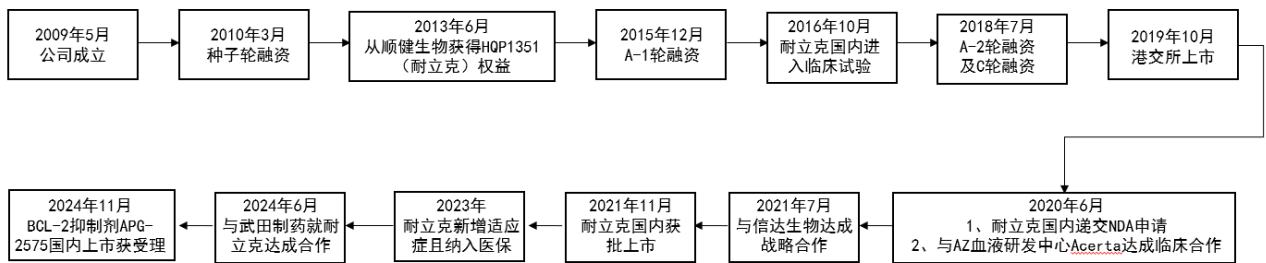 2009年5月
公司成立
2010年3月
种子轮融资
2013年6月
从顺健生物获得HQP1351
（耐立克）权益
2015年12月
A-1轮融资
2016年10月
耐立克国内进
入临床试验
2018年7月
A-2轮融资
及C轮融资
2019年10月
港交所上市
2020年6月
1、耐立克国内递交NDA申请
2、与AZ血液研发中心Acerta达成临床合作
2021年7月
与信达生物达成
战略合作
2021年11月
耐立克国内获
批上市
2023年
耐立克新增适应
症且纳入医保
2024年6月
与武田制药就耐
立克达成合作
2024年11月
BCL-2抑制剂APG-
2575国内上市获受理